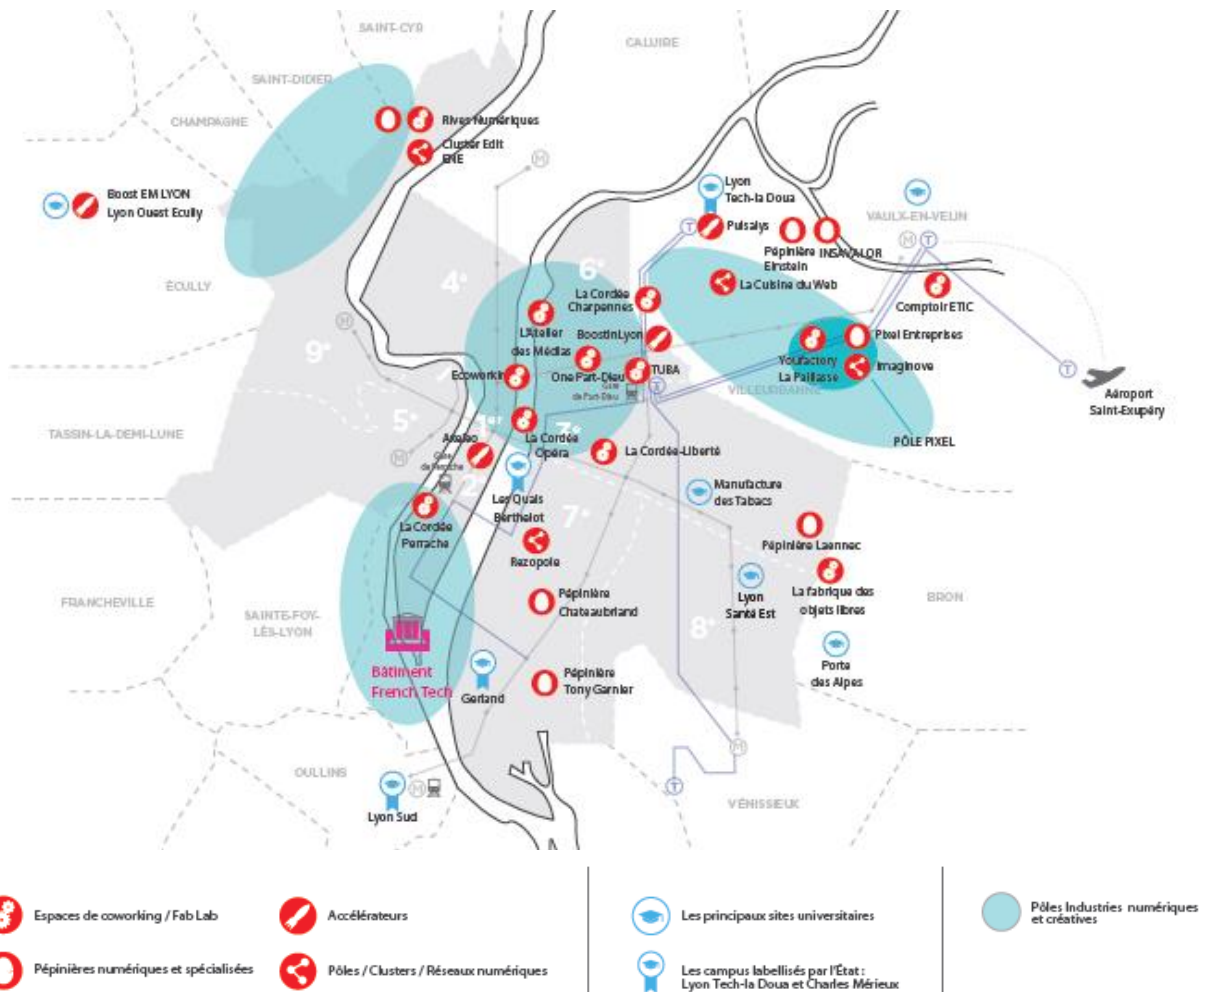 SAINT-CYR
CALUIRE
SAINT-DIDIER
CHAMPAGNE
Rives Numériques
Cluster Edit
ENE
M
Boost EM LYON
Lyon Ouest Ecully
Lyon
Tech-la Doua
VAULX-EN-VELIN
T
Pulsalys
M
T
Pépinière
Einstein
INSAVALOR
ÉCULLY
4e
6e
La Cordée
Charpennes
La Cuisine du Web
Comptoir ETIC
M
9e
L'Atelier
des Médias
BoostinLyon
Pixel Entreprises
Ecoworkin
One Part-Dieu
TUBA
Youfactory
La Paillasse
Imaginove
T
Gare
de Part-Dieu
T
VILLEURBANNE
Aéroport
Saint-Exupéry
5e
1er
3e
TASSIN-LA-DEMI-LUNE
Axeleo
La Cordée
Opéra
La Cordée-Liberté
PÔLE PIXEL
M
Gare
de Perrache
2e
Les Quais
Berthelot
Manufacture
des Tabacs
La Cordée
Perrache
7e
Pépinière Laennec
Rezopole
FRANCHEVILLE
SAINTE-FOY-
LÈS-LYON
Pépinière
Chateaubriand
Lyon
Santé Est
La fabrique des
objets libres
BRON
8e
Bâtiment
French Tech
Gerland
Pépinière
Tony Garnier
Porte
des Alpes
M
OULLINS
M
T
VÉNISSIEUX
Lyon Sud
Espaces de coworking / Fab Lab
Accélérateurs
Les principaux sites universitaires
Pôles Industries numériques
et créatives
Pépinières numériques et spécialisées
Pôles / Clusters / Réseaux numériques
Les campus labellisés par l'État :
Lyon Tech-la Doua et Charles Mérieux